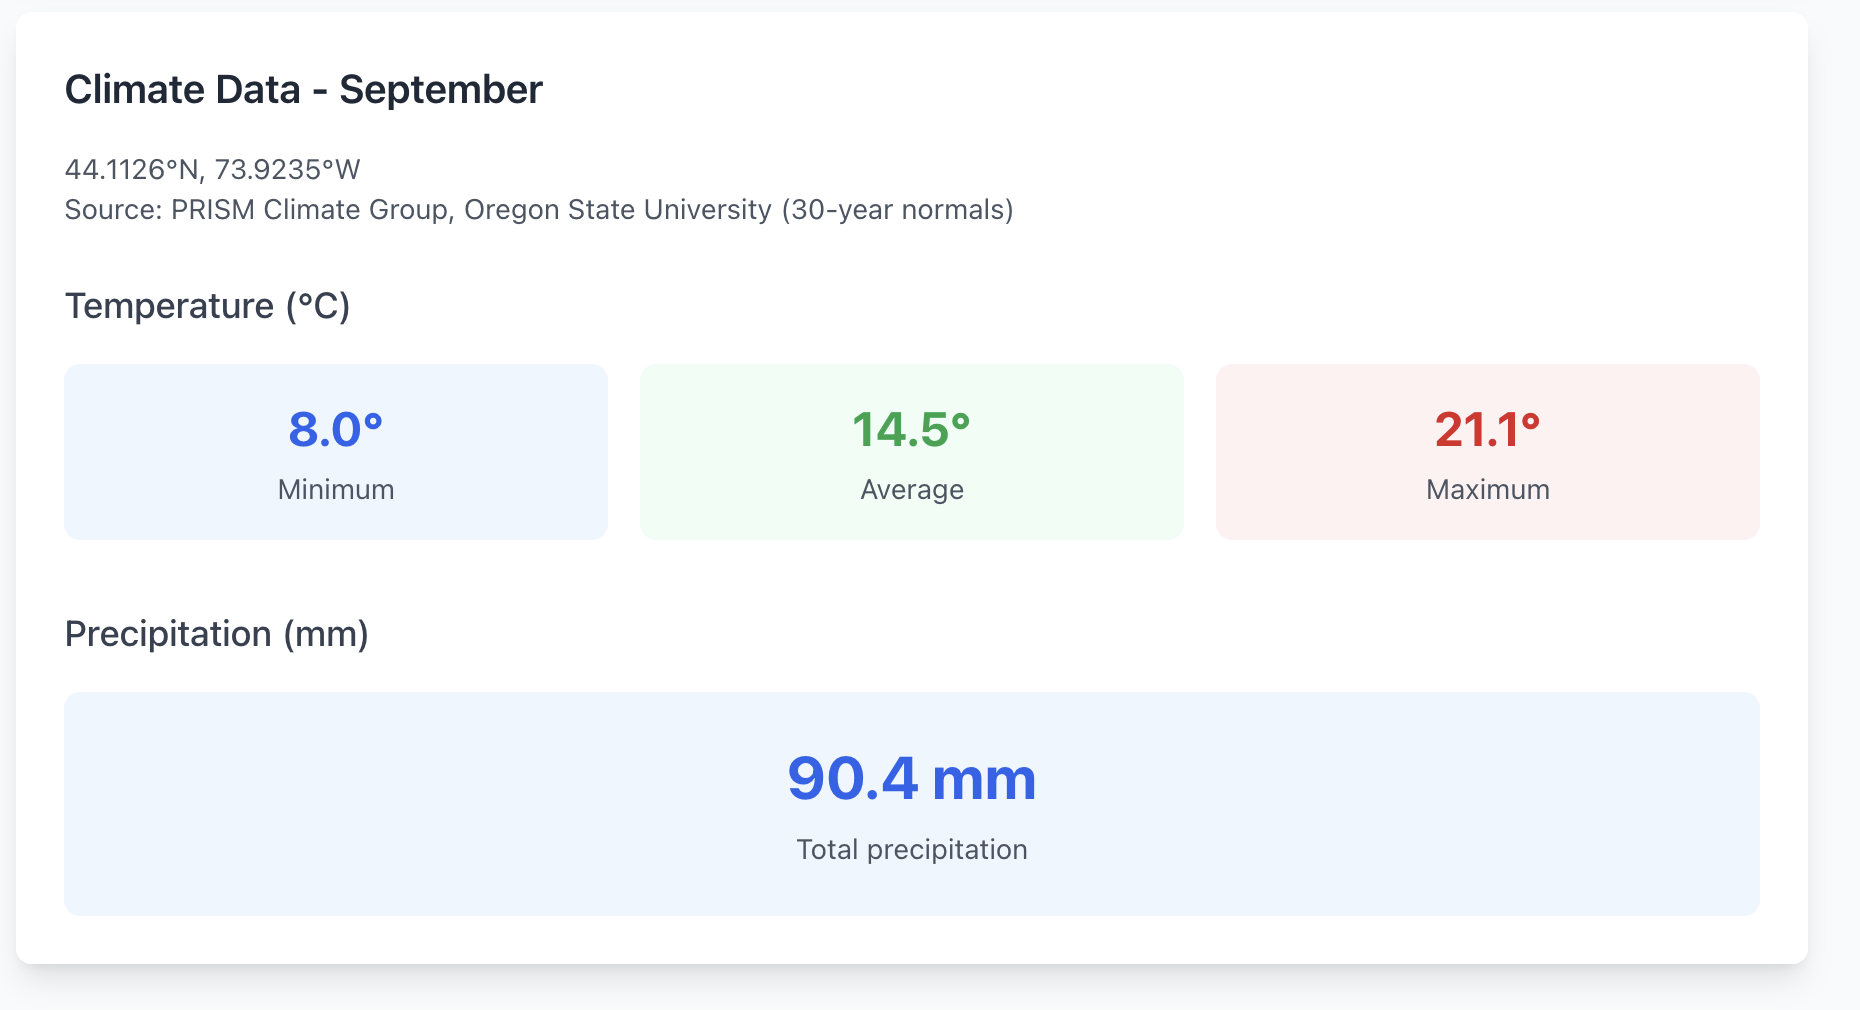 Climate Data - September
44.1126°N, 73.9235°W
Source: PRISM Climate Group, Oregon State University (30-year normals)
Temperature (°C)
8.0° 14.5° 21.1°
Minimum Average Maximum
Precipitation (mm)
90.4 mm
Total precipitation